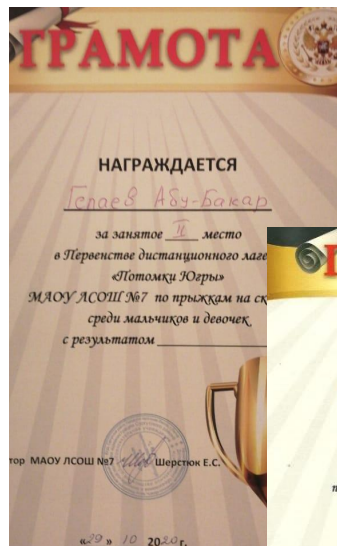 ГРАМОТА
НАГРАЖДАЕТСЯ
Гепаев Абу-Бакар
за занятое II место
в Первенстве дистанционного лаге
«Потомки Югры»
МАОУ ЛСОШ №7 по прыжкам на ск
среди мальчиков и девочек
с результатом
тор МАОУ ЛСОШ №7 Шерстюк Е.С.
«29» 10 2020 г.